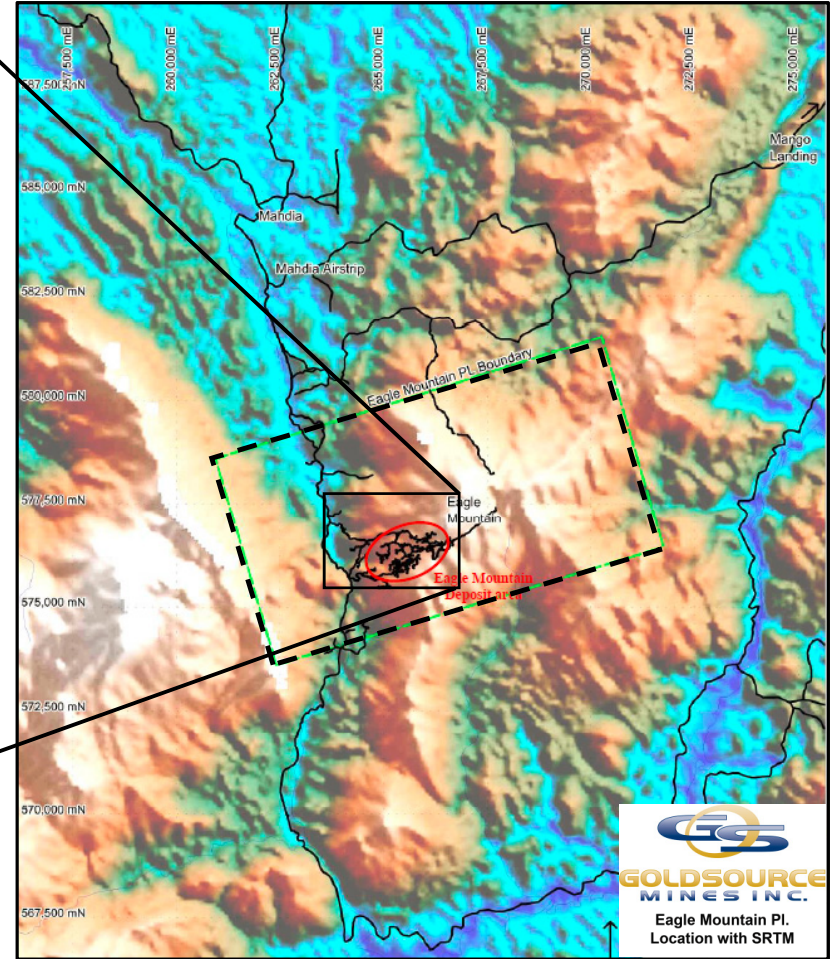 257,500 mE
260,000 mE
262,500 mE
265,000 mE
267,500 mE
270,000 mE
272,500 mE
275,000 mE
587,500 mN
Mango
Landing
585,000 mN
Mahdia
Mahdia Airstrip
582,500 mN
Eagle Mountain PL Boundary
580,000 mN
577,500 mN
Eagle
Mountain
Eagle Mountain
Deposit area
575,000 mN
572,500 mN
570,000 mN
567,500 mN
GS
GOLDSOURCE
MINES INC.
Eagle Mountain Pl.
Location with SRTM